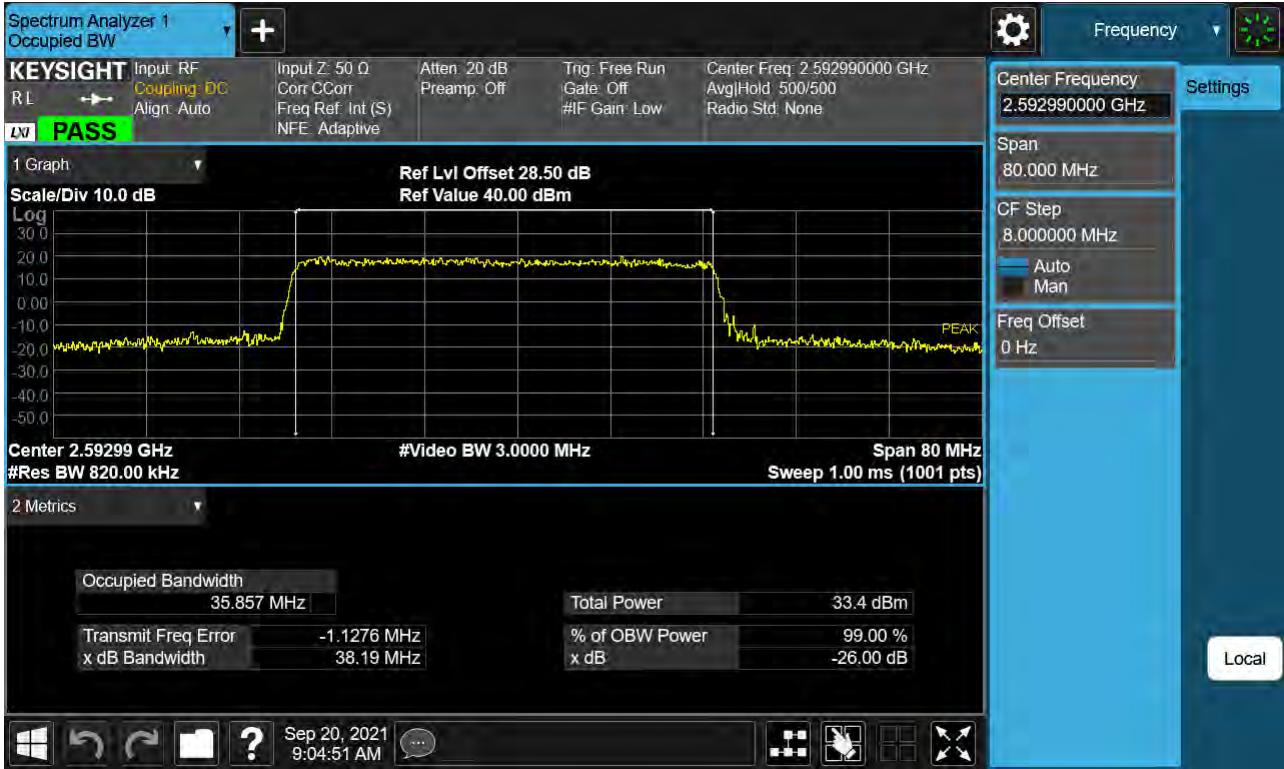 Spectrum Analyzer 1
Occupied BW
Frequency
KEYSIGHT
R L
LXI
PASS
Input: RF
Coupling: DC
Align: Auto
Input Z: 50 Ω
Corr CCorr
Freq Ref: Int (S)
NFE: Adaptive
Atten: 20 dB
Preamp: Off
Trig: Free Run
Gate: Off
#IF Gain: Low
Center Freq: 2.592990000 GHz
Avg|Hold: 500/500
Radio Std: None
Center Frequency
2.592990000 GHz
Settings
Span
80.000 MHz
CF Step
8.000000 MHz
Auto
Man
Freq Offset
0 Hz
Local
1 Graph
Scale/Div 10.0 dB
Ref Lvl Offset 28.50 dB
Ref Value 40.00 dBm
Log
30.0
20.0
10.0
0.00
-10.0
-20.0
-30.0
-40.0
-50.0
PEAK
Center 2.59299 GHz
#Video BW 3.0000 MHz
Span 80 MHz
#Res BW 820.00 kHz
Sweep 1.00 ms (1001 pts)
2 Metrics
Occupied Bandwidth
35.857 MHz
Total Power 33.4 dBm
Transmit Freq Error -1.1276 MHz
% of OBW Power 99.00 %
x dB Bandwidth 38.19 MHz
x dB -26.00 dB
?
Sep 20, 2021
9:04:51 AM